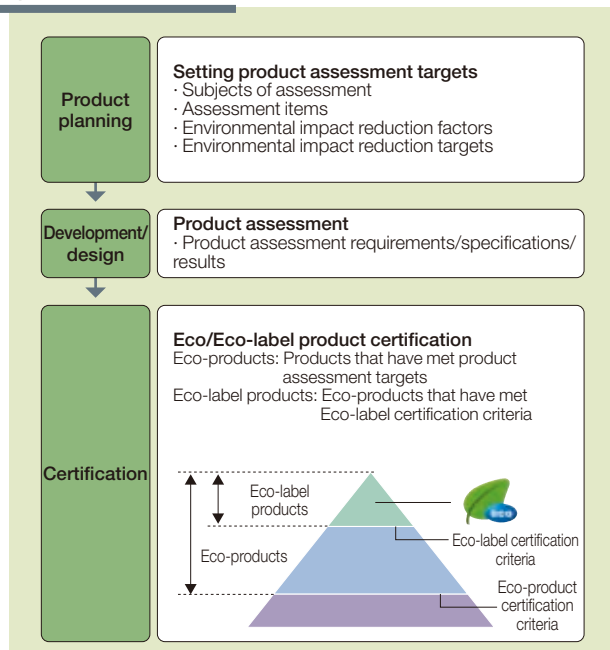 Product
planning
Setting product assessment targets
· Subjects of assessment
· Assessment items
· Environmental impact reduction factors
· Environmental impact reduction targets
Development/
design
Product assessment
· Product assessment requirements/specifications/
results
Certification
Eco/Eco-label product certification
Eco-products: Products that have met product
assessment targets
Eco-label products: Eco-products that have met
Eco-label certification criteria
Eco-label
products
Eco-products
eco
Eco-label certification
criteria
Eco-product
certification
criteria